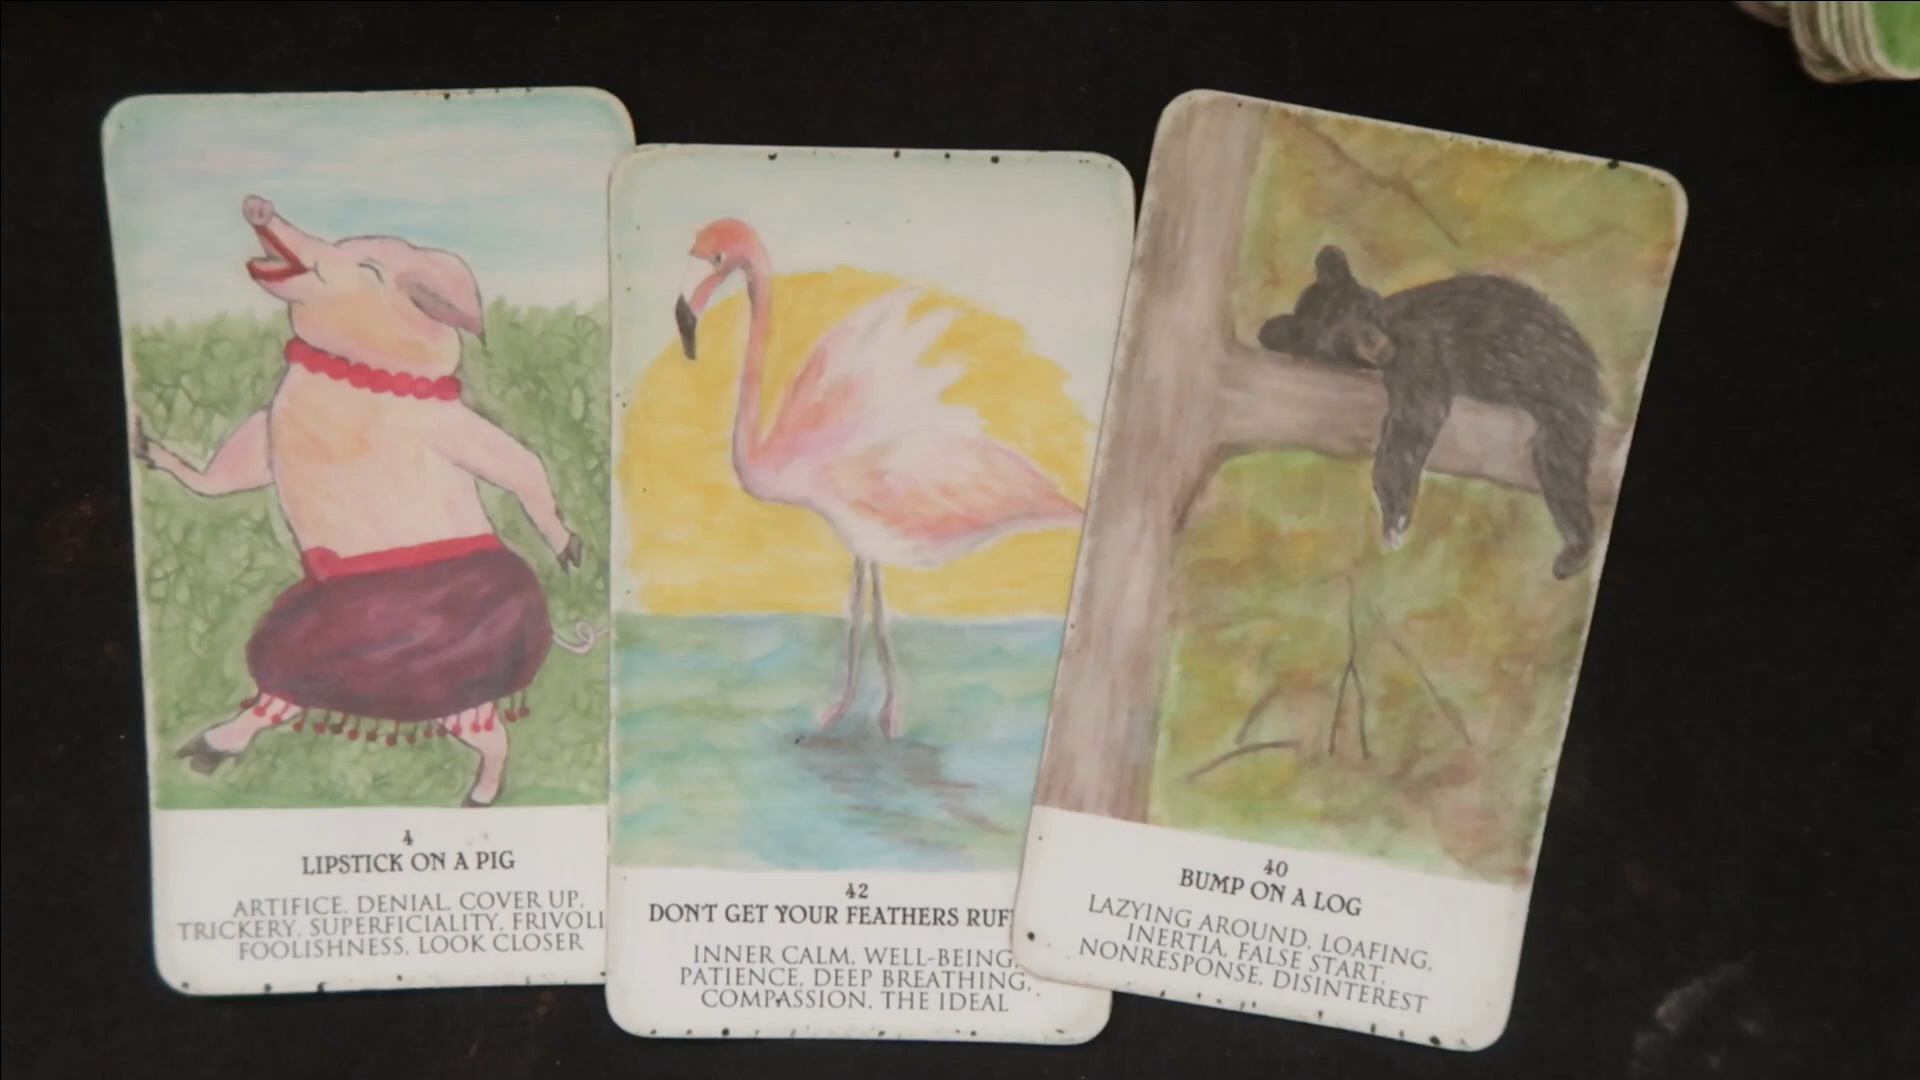 4
LIPSTICK ON A PIG
ARTIFICE, DENIAL, COVER UP,
TRICKERY, SUPERFICIALITY, FRIVOLI
FOOLISHNESS, LOOK CLOSER
42
DON'T GET YOUR FEATHERS RUF
INNER CALM, WELL-BEING,
PATIENCE, DEEP BREATHING,
COMPASSION, THE IDEAL
40
BUMP ON A LOG
LAZYING AROUND, LOAFING,
INERTIA, FALSE START,
NONRESPONSE, DISINTEREST